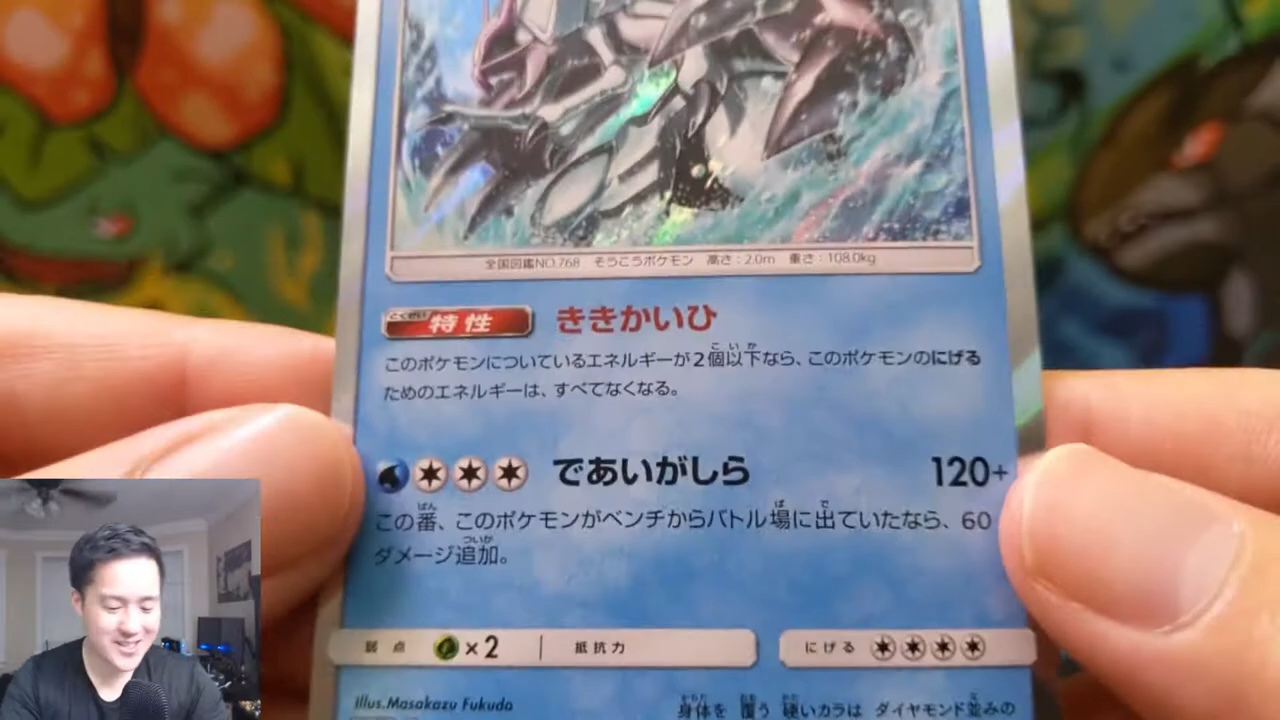 全国図鑑NO.768 そうこうポケモン 高さ:2.0m 重さ:108.0kg
とくせい
特性 ききかいひ
このポケモンについているエネルギーが2個以下なら、このポケモンのにげる
ためのエネルギーは、すべてなくなる。
であいがしら 120+
この番、このポケモンがベンチからバトル場に出ていたなら、60
ダメージ追加。
弱点 ×2 抵抗力 にげる
Illus.Masakazu Fukuda
身体を覆う硬いカラはダイヤモンド並みの